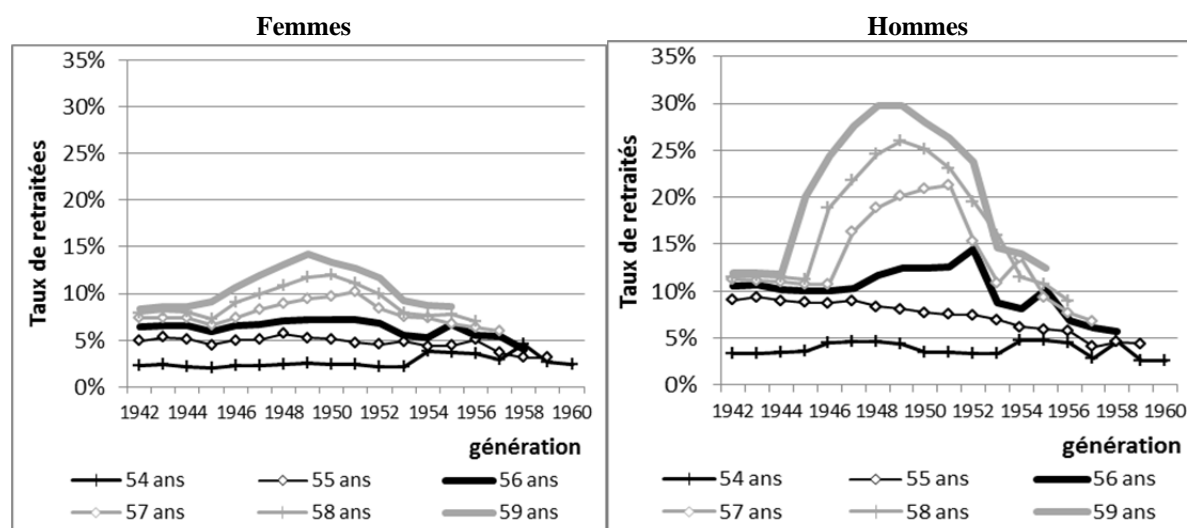 Femmes
35%
30%
25%
20%
15%
10%
5%
0%
Taux de retraitées
1942 1944 1946 1948 1950 1952 1954 1956 1958 1960
génération
54 ans 55 ans 56 ans
57 ans 58 ans 59 ans
Hommes
35%
30%
25%
20%
15%
10%
5%
0%
Taux de retraités
1942 1944 1946 1948 1950 1952 1954 1956 1958 1960
génération
54 ans 55 ans 56 ans
57 ans 58 ans 59 ans